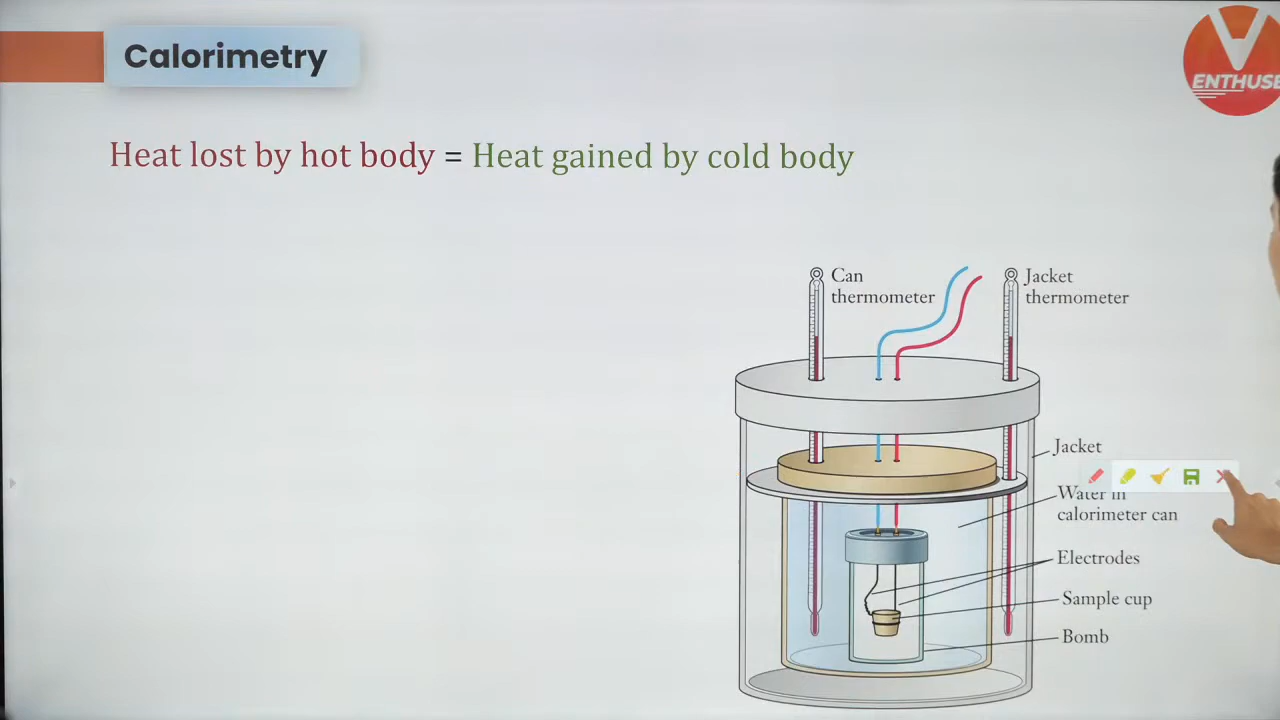 Calorimetry
ENTHUSE
Heat lost by hot body = Heat gained by cold body
Can
thermometer
Jacket
thermometer
Jacket
Water in
calorimeter can
Electrodes
Sample cup
Bomb